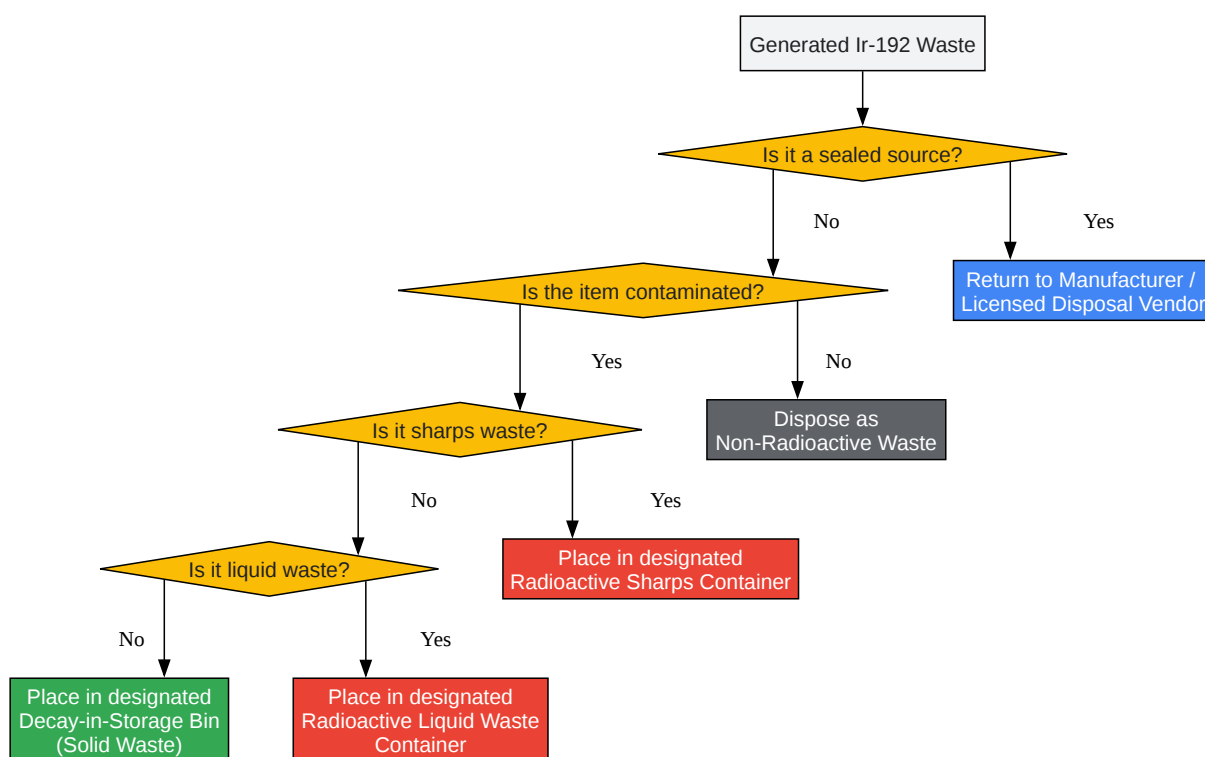 Generated Ir-192 Waste
Is it a sealed source?
No
Yes
Is the item contaminated?
Return to Manufacturer /
Licensed Disposal Vendor
Yes
No
Is it sharps waste?
Dispose as
Non-Radioactive Waste
No
Yes
Is it liquid waste?
Place in designated
Radioactive Sharps Container
No
Yes
Place in designated
Decay-in-Storage Bin
(Solid Waste)
Place in designated
Radioactive Liquid Waste
Container